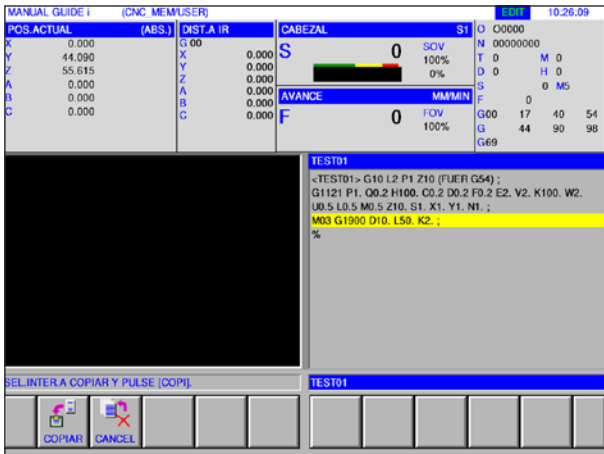 MANUAL GUIDE i (CNC_MEM/USER) EDIT 10:26:09
POS.ACTUAL (ABS.)
X 0.000
Y 44.090
Z 55.615
A 0.000
B 0.000
C 0.000
DIST.A IR
G 00
X 0.000
Y 0.000
Z 0.000
A 0.000
B 0.000
C 0.000
CABEZAL S1
S 0 SOV
100%
0%
AVANCE MM/MIN
F 0 FOV
100%
O O0000
N 00000000
T 0 M 0
D 0 H 0
S 0 M5
F 0
G00 17 40 54
G 44 90 98
G69
TEST01
<TEST01> G10 L2 P1 Z10 (FUER G54) ;
G1121 P1. Q0.2 H100. C0.2 D0.2 F0.2 E2. V2. K100. W2.
U0.5 L0.5 M0.5 Z10. S1. X1. Y1. N1. ;
M03 G1900 D10. L50. K2. ;
%
SEL.INTER.A COPIAR Y PULSE [COPI].
TEST01
COPIAR CANCEL